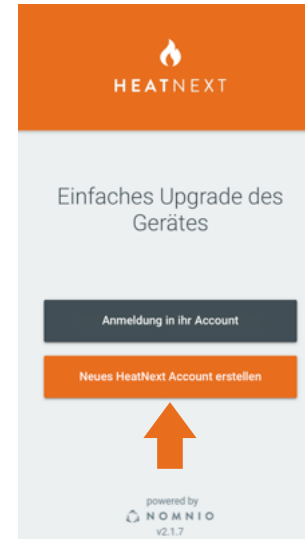 HEATNEXT
Einfaches Upgrade des
Gerätes
Anmeldung in ihr Account
Neues HeatNext Account erstellen
powered by
NOMNIO
v2.1.7